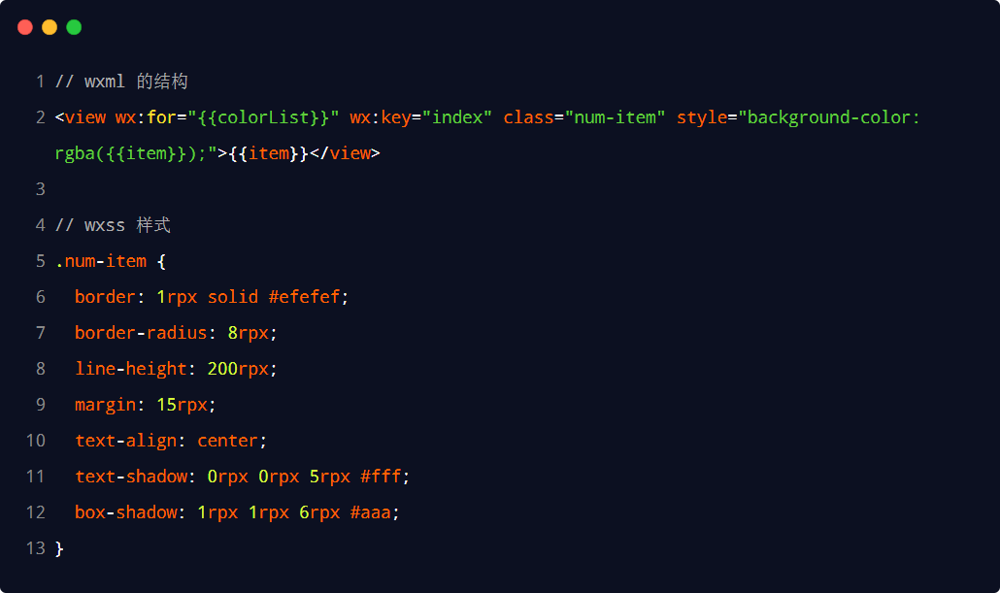 1 // wxml 的结构
2 <view wx:for="{{colorList}}" wx:key="index" class="num-item" style="background-color:
rgba({{item}});">{{item}}</view>
3
4 // wxss 样式
5 .num-item {
6   border: 1rpx solid #efefef;
7   border-radius: 8rpx;
8   line-height: 200rpx;
9   margin: 15rpx;
10   text-align: center;
11   text-shadow: 0rpx 0rpx 5rpx #fff;
12   box-shadow: 1rpx 1rpx 6rpx #aaa;
13 }